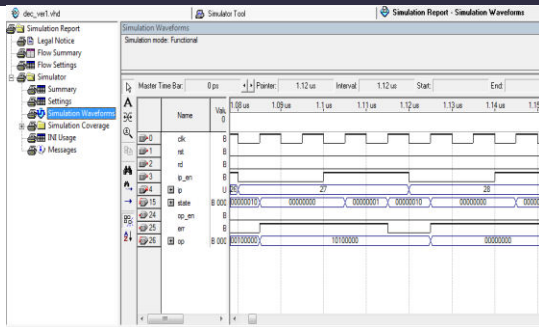 dec_ver1.vhd
Simulator Tool
Simulation Report - Simulation Waveforms
Simulation Report
Legal Notice
Flow Summary
Flow Settings
Simulator
Summary
Settings
Simulation Waveforms
Simulation Coverage
INI Usage
Messages
Simulation Waveforms
Simulation mode: Functional
Master Time Bar: 0 ps Pointer: 1.12 us Interval: 1.12 us Start: End:
Name
1.08 us 1.09 us 1.1 us 1.11 us 1.12 us 1.13 us 1.14 us
0 clk B
1 rst B
2 rd B
3 ip_en B
4 ip U 26 27 28
15 state B 000 00000010 00000000 00000001 00000010 00000000
24 op_en B
25 err B
26 op B 000 00100000 10100000 00000000